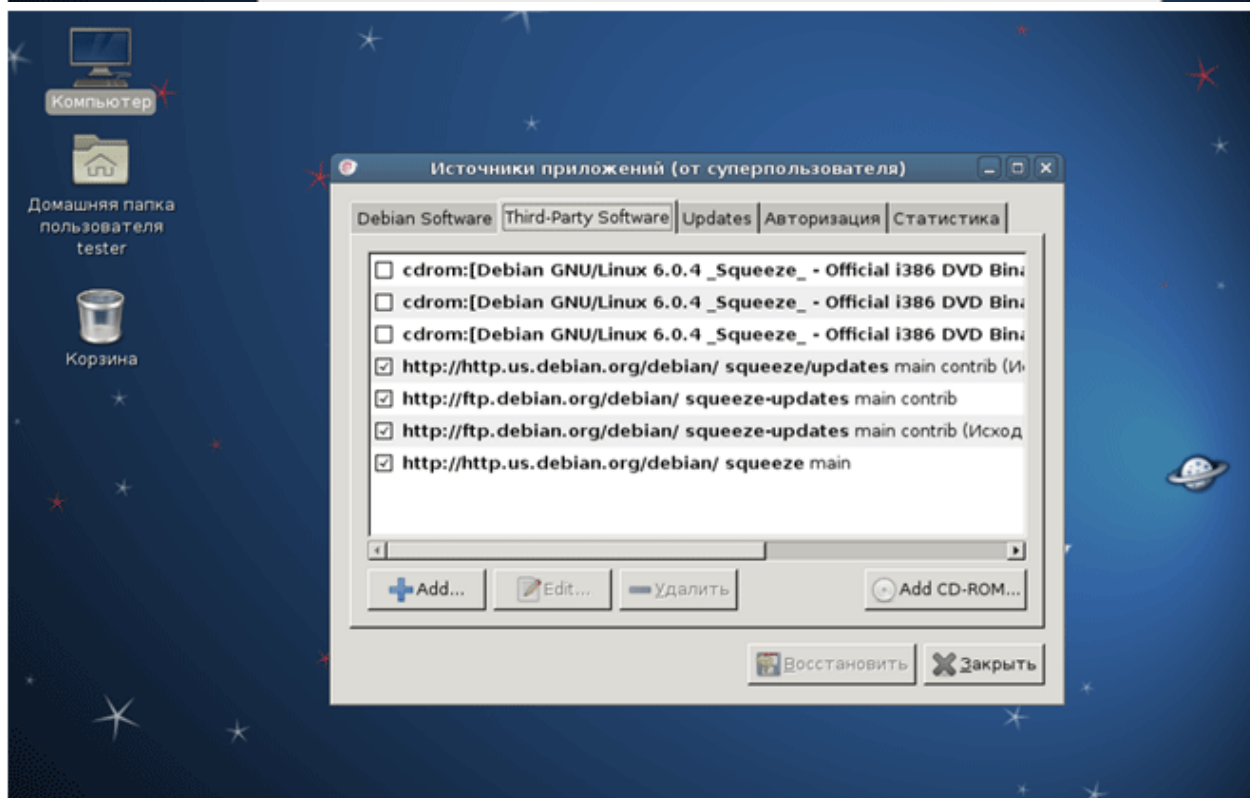 Компьютер
Домашняя папка
пользователя
tester
Корзина
Источники приложений (от суперпользователя)
Debian Software Third-Party Software Updates Авторизация Статистика
cdrom:[Debian GNU/Linux 6.0.4 _Squeeze_ - Official i386 DVD
cdrom:[Debian GNU/Linux 6.0.4 _Squeeze_ - Official i386 DVD
cdrom:[Debian GNU/Linux 6.0.4 _Squeeze_ - Official i386 DVD
http://http.us.debian.org/debian/ squeeze/updates main contrib
http://ftp.debian.org/debian/ squeeze-updates main contrib
http://ftp.debian.org/debian/ squeeze-updates main contrib (Исход
http://http.us.debian.org/debian/ squeeze main
Add... Edit... Удалить Add CD-ROM...
Восстановить Закрыть